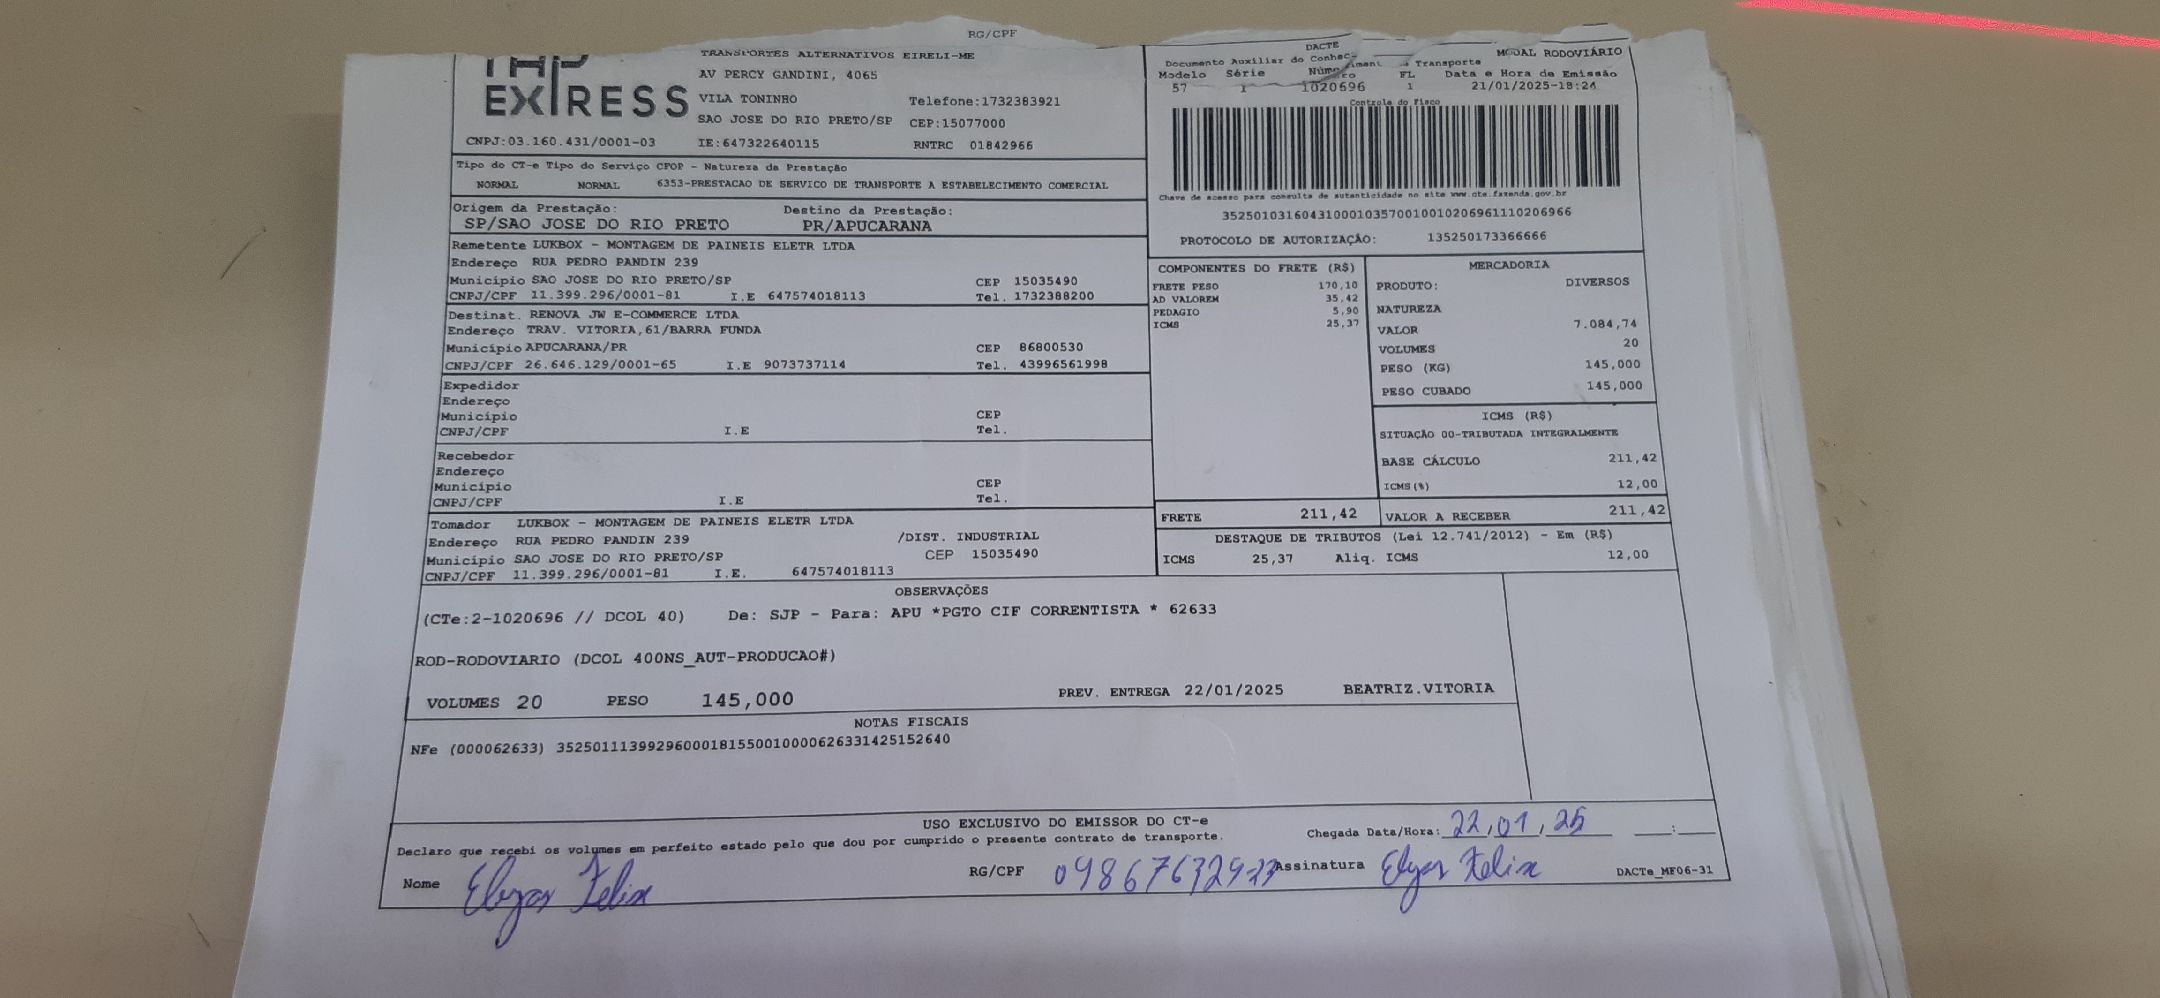 RG/CPF
TRANSPORTES ALTERNATIVOS EIRELI-ME
EXPRESS
AV PERCY GANDINI, 4065
VILA TONINHO Telefone:1732383921
SAO JOSE DO RIO PRETO/SP CEP:15077000
CNPJ:03.160.431/0001-03 IE:647322640115 RNTRC 01842966
Tipo do CT-e Tipo do Serviço CFOP - Natureza da Prestação
NORMAL NORMAL 6353-PRESTACAO DE SERVICO DE TRANSPORTE A ESTABELECIMENTO COMERCIAL
Origem da Prestação: Destino da Prestação:
SP/SAO JOSE DO RIO PRETO PR/APUCARANA
Remetente LUKBOX - MONTAGEM DE PAINEIS ELETR LTDA
Endereço RUA PEDRO PANDIN 239
Município SAO JOSE DO RIO PRETO/SP CEP 15035490
CNPJ/CPF 11.399.296/0001-81 I.E 647574018113 Tel. 1732388200
Destinat. RENOVA JW E-COMMERCE LTDA
Endereço TRAV. VITORIA,61/BARRA FUNDA
Município APUCARANA/PR CEP 86800530
CNPJ/CPF 26.646.129/0001-65 I.E 9073737114 Tel. 43996561998
Expedidor
Endereço
Município CEP
CNPJ/CPF I.E Tel.
Recebedor
Endereço
Município CEP
CNPJ/CPF I.E Tel.
Tomador LUKBOX - MONTAGEM DE PAINEIS ELETR LTDA
Endereço RUA PEDRO PANDIN 239 /DIST. INDUSTRIAL
Município SAO JOSE DO RIO PRETO/SP CEP 15035490
CNPJ/CPF 11.399.296/0001-81 I.E. 647574018113
DACTE MODAL RODOVIÁRIO
Documento Auxiliar do Conhecimento Transporte
Modelo Série Número FL Data e Hora de Emissão
57 1 1020696 1 21/01/2025-18:24
Controle do Fisco
Chave de acesso para consulta de autenticidade no site www.cte.fazenda.gov.br
35250103160431000103570010010206961110206966
PROTOCOLO DE AUTORIZAÇÃO: 135250173366666
COMPONENTES DO FRETE (R$)
FRETE PESO 170,10
AD VALOREM 35,42
PEDAGIO 5,90
ICMS 25,37
MERCADORIA
PRODUTO: DIVERSOS
NATUREZA
VALOR 7.084,74
VOLUMES 20
PESO (KG) 145,000
PESO CUBADO 145,000
ICMS (R$)
SITUAÇÃO 00-TRIBUTADA INTEGRALMENTE
BASE CÁLCULO 211,42
ICMS(%) 12,00
FRETE 211,42 VALOR A RECEBER 211,42
DESTAQUE DE TRIBUTOS (Lei 12.741/2012) - Em (R$)
ICMS 25,37 Aliq. ICMS 12,00
OBSERVAÇÕES
(CTe:2-1020696 // DCOL 40) De: SJP - Para: APU *PGTO CIF CORRENTISTA * 62633
ROD-RODOVIARIO (DCOL 400NS_AUT-PRODUCAO#)
VOLUMES 20 PESO 145,000 PREV. ENTREGA 22/01/2025 BEATRIZ.VITORIA
NOTAS FISCAIS
NFe (000062633) 35250111399296000181550010000626331425152640
USO EXCLUSIVO DO EMISSOR DO CT-e
Declaro que recebi os volumes em perfeito estado pelo que dou por cumprido o presente contrato de transporte. Chegada Data/Hora: 22,01,25 __:__
Nome Elyar Felix RG/CPF Assinatura Elyar Felix DACTe_MF06-31